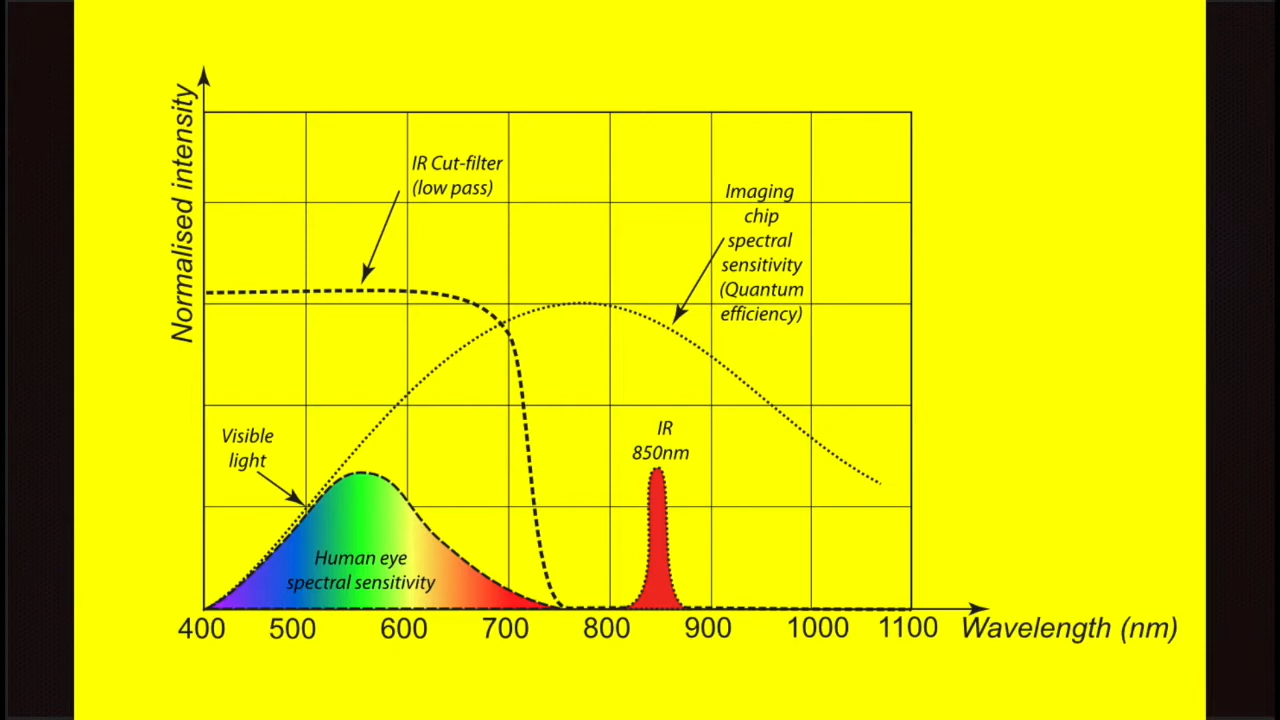 Normalised intensity
IR Cut-filter
(low pass)
Imaging
chip
spectral
sensitivity
(Quantum
efficiency)
Visible
light
IR
850nm
Human eye
spectral sensitivity
400 500 600 700 800 900 1000 1100 Wavelength (nm)